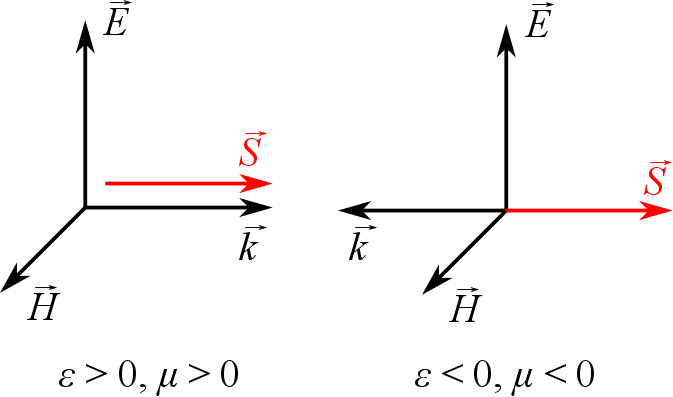 E⃗ E⃗
S⃗ S⃗
k⃗ k⃗
H⃗ H⃗
ε > 0, μ > 0 ε < 0, μ < 0